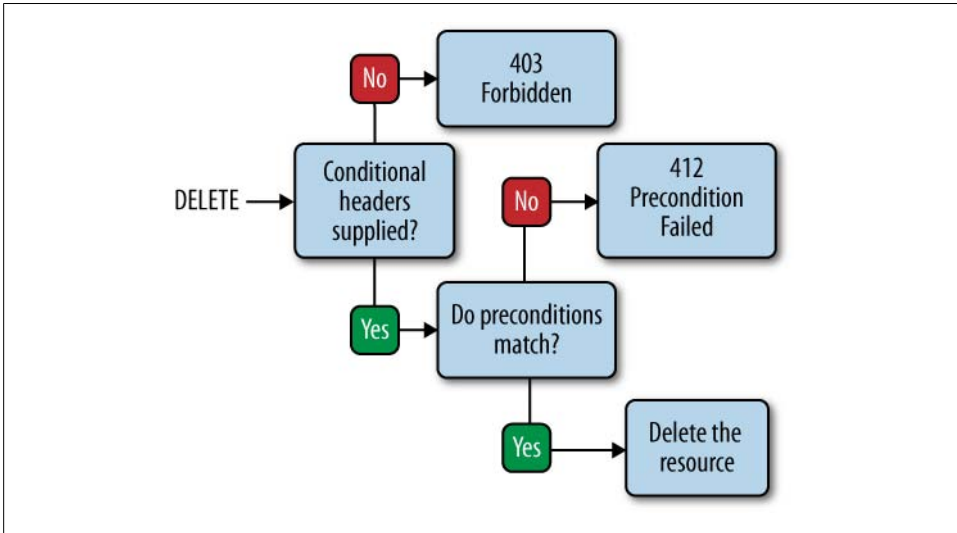 No
403
Forbidden
DELETE
Conditional
headers
supplied?
No
412
Precondition
Failed
Yes
Do preconditions
match?
Yes
Delete the
resource